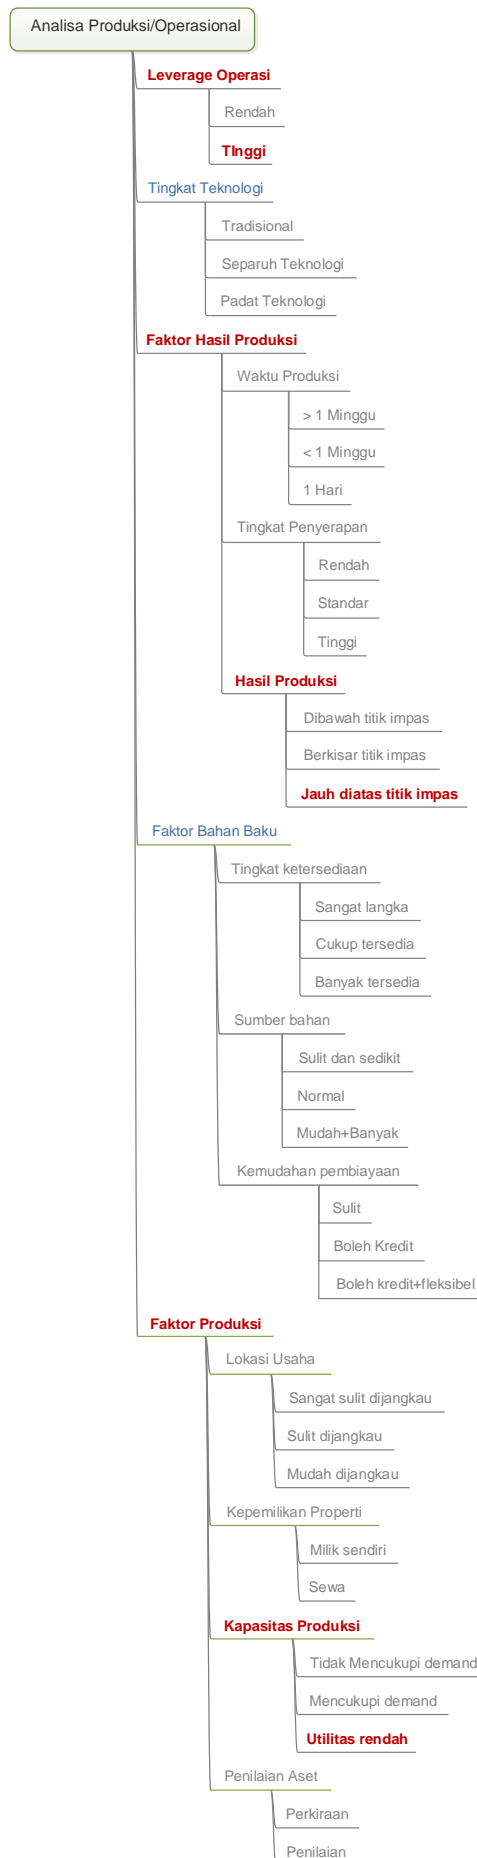 Analisa Produksi/Operasional
Leverage Operasi
Rendah
TInggi
Tingkat Teknologi
Tradisional
Separuh Teknologi
Padat Teknologi
Faktor Hasil Produksi
Waktu Produksi
> 1 Minggu
< 1 Minggu
1 Hari
Tingkat Penyerapan
Rendah
Standar
Tinggi
Hasil Produksi
Dibawah titik impas
Berkisar titik impas
Jauh diatas titik impas
Faktor Bahan Baku
Tingkat ketersediaan
Sangat langka
Cukup tersedia
Banyak tersedia
Sumber bahan
Sulit dan sedikit
Normal
Mudah+Banyak
Kemudahan pembiayaan
Sulit
Boleh Kredit
Boleh kredit+fleksibel
Faktor Produksi
Lokasi Usaha
Sangat sulit dijangkau
Sulit dijangkau
Mudah dijangkau
Kepemilikan Properti
Milik sendiri
Sewa
Kapasitas Produksi
Tidak Mencukupi demand
Mencukupi demand
Utilitas rendah
Penilaian Aset
Perkiraan
Penilaian